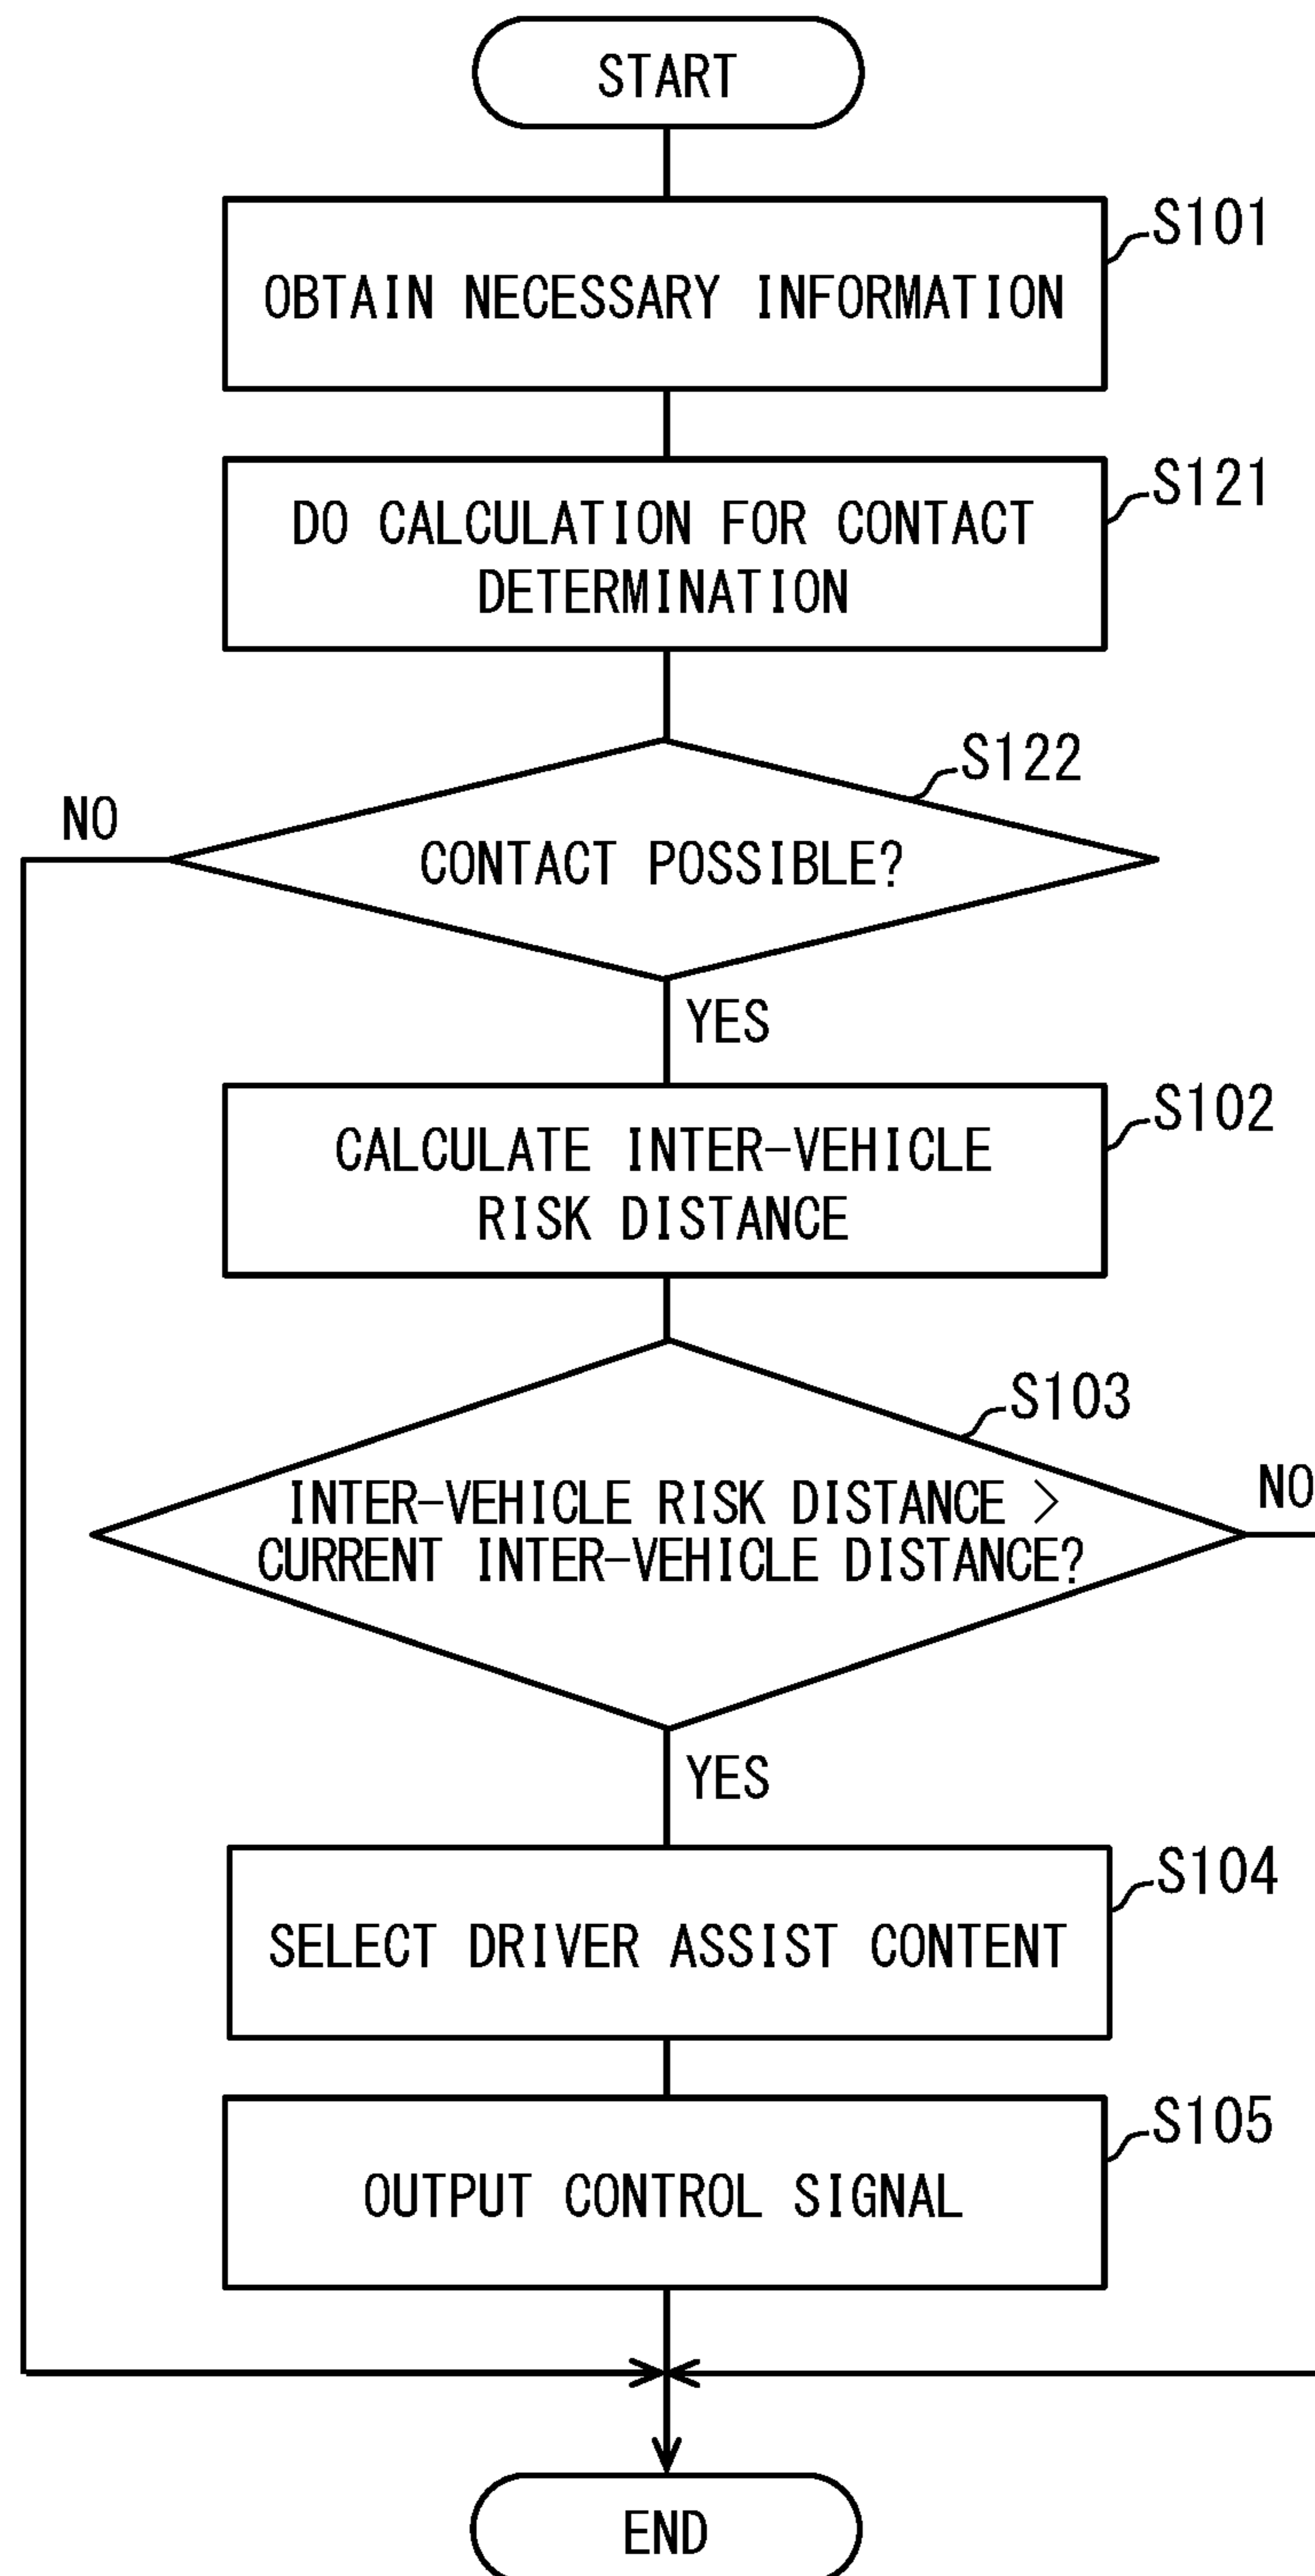 START
S101
OBTAIN NECESSARY INFORMATION
S121
DO CALCULATION FOR CONTACT
DETERMINATION
S122
NO
CONTACT POSSIBLE?
YES
S102
CALCULATE INTER-VEHICLE
RISK DISTANCE
S103
NO
INTER-VEHICLE RISK DISTANCE >
CURRENT INTER-VEHICLE DISTANCE?
YES
S104
SELECT DRIVER ASSIST CONTENT
S105
OUTPUT CONTROL SIGNAL
END